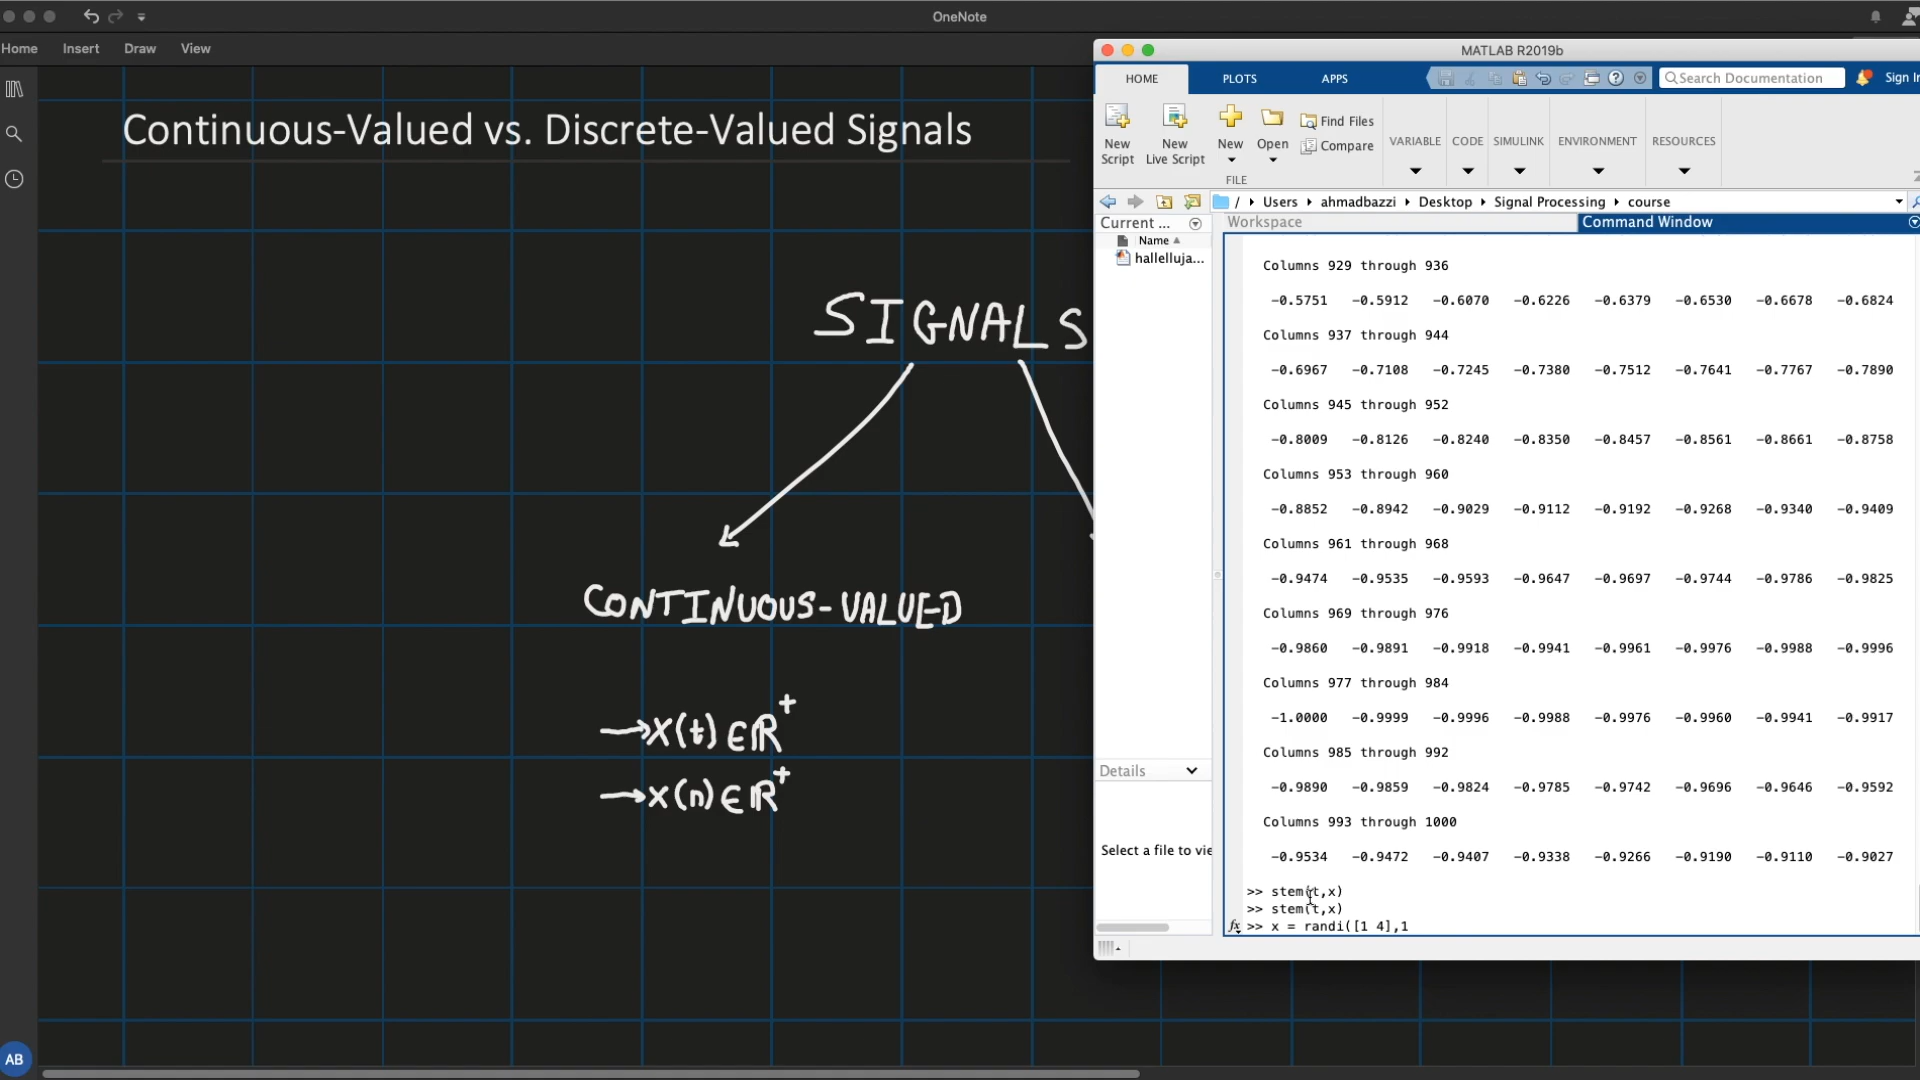 OneNote
Home Insert Draw View
Continuous-Valued vs. Discrete-Valued Signals
SIGNALS
CONTINUOUS-VALUED
→X(t) ∈ ℝ⁺
→x(n) ∈ ℝ⁺
AB
MATLAB R2019b
HOME PLOTS APPS
Search Documentation
Sign In
New Script
New Live Script
New
Open
Find Files
Compare
FILE
VARIABLE CODE SIMULINK ENVIRONMENT RESOURCES
/ Users ahmadbazzi Desktop Signal Processing course
Current ...
Name
halleluja...
Details
Select a file to vie
Workspace
Command Window
Columns 929 through 936
-0.5751 -0.5912 -0.6070 -0.6226 -0.6379 -0.6530 -0.6678 -0.6824
Columns 937 through 944
-0.6967 -0.7108 -0.7245 -0.7380 -0.7512 -0.7641 -0.7767 -0.7890
Columns 945 through 952
-0.8009 -0.8126 -0.8240 -0.8350 -0.8457 -0.8561 -0.8661 -0.8758
Columns 953 through 960
-0.8852 -0.8942 -0.9029 -0.9112 -0.9192 -0.9268 -0.9340 -0.9409
Columns 961 through 968
-0.9474 -0.9535 -0.9593 -0.9647 -0.9697 -0.9744 -0.9786 -0.9825
Columns 969 through 976
-0.9860 -0.9891 -0.9918 -0.9941 -0.9961 -0.9976 -0.9988 -0.9996
Columns 977 through 984
-1.0000 -0.9999 -0.9996 -0.9988 -0.9976 -0.9960 -0.9941 -0.9917
Columns 985 through 992
-0.9890 -0.9859 -0.9824 -0.9785 -0.9742 -0.9696 -0.9646 -0.9592
Columns 993 through 1000
-0.9534 -0.9472 -0.9407 -0.9338 -0.9266 -0.9190 -0.9110 -0.9027
>> stem(t,x)
>> stem(t,x)
fx >> x = randi([1 4],1